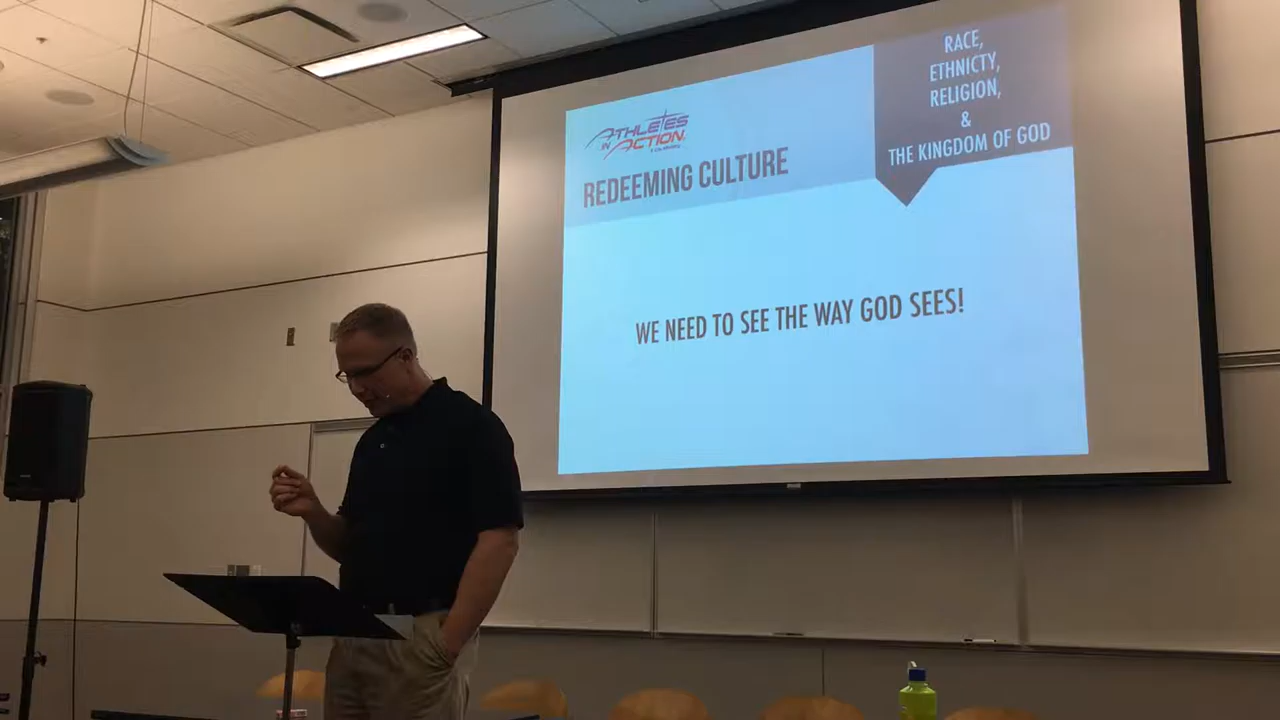 ATHLETES
IN ACTION
REDEEMING CULTURE
RACE,
ETHNICTY,
RELIGION,
&
THE KINGDOM OF GOD
WE NEED TO SEE THE WAY GOD SEES!